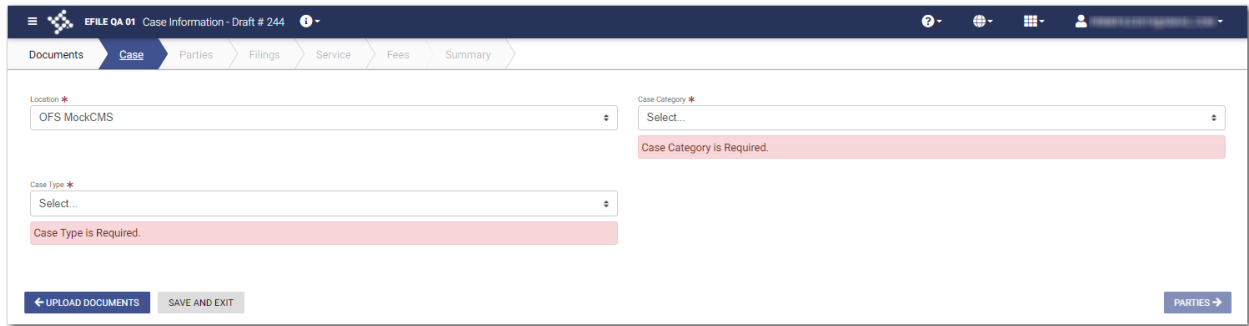 EFILE QA 01 Case Information - Draft # 244
Documents Case Parties Filings Service Fees Summary
Location *
OFS MockCMS
Case Category *
Select...
Case Category is Required.
Case Type *
Select...
Case Type is Required.
UPLOAD DOCUMENTS SAVE AND EXIT PARTIES